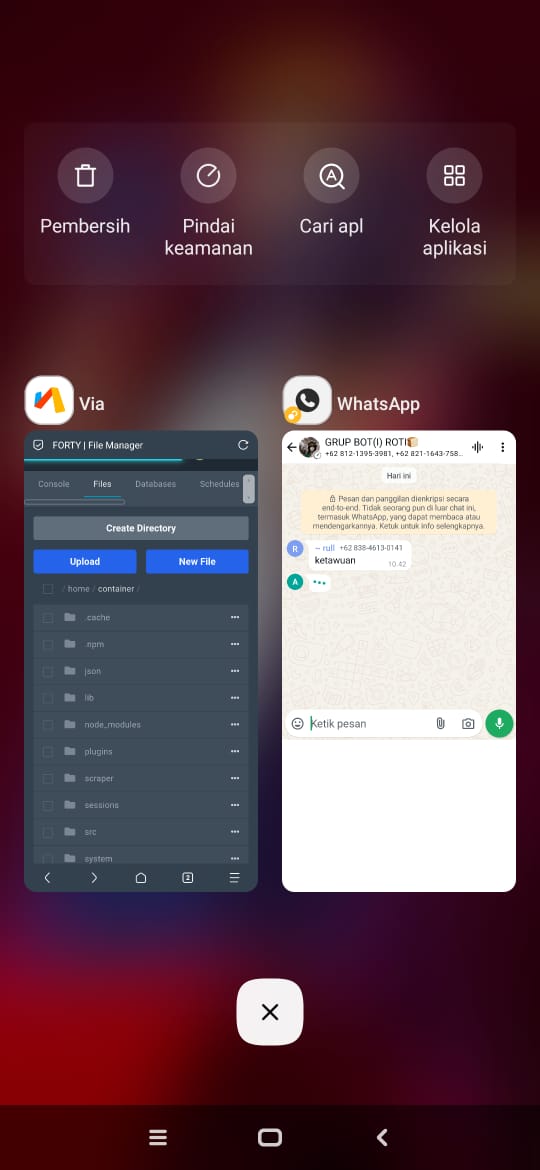 Pembersih
Pindai
keamanan
Cari apl
Kelola
aplikasi
Via
FORTY | File Manager
Console
Files
Databases
Schedules
Create Directory
Upload
New File
/ home / container /
.cache
.npm
json
lib
node_modules
plugins
scraper
sessions
src
system
2
WhatsApp
GRUP BOT(I) ROTI🍞
+62 812-1395-3981, +62 821-1643-758...
Hari ini
Pesan dan panggilan dienkripsi secara
end-to-end. Tidak seorang pun di luar chat ini,
termasuk WhatsApp, yang dapat membaca atau
mendengarkannya. Ketuk untuk info selengkapnya.
R
~ rull +62 838-4613-0141
ketawuan
10.42
A
Ketik pesan